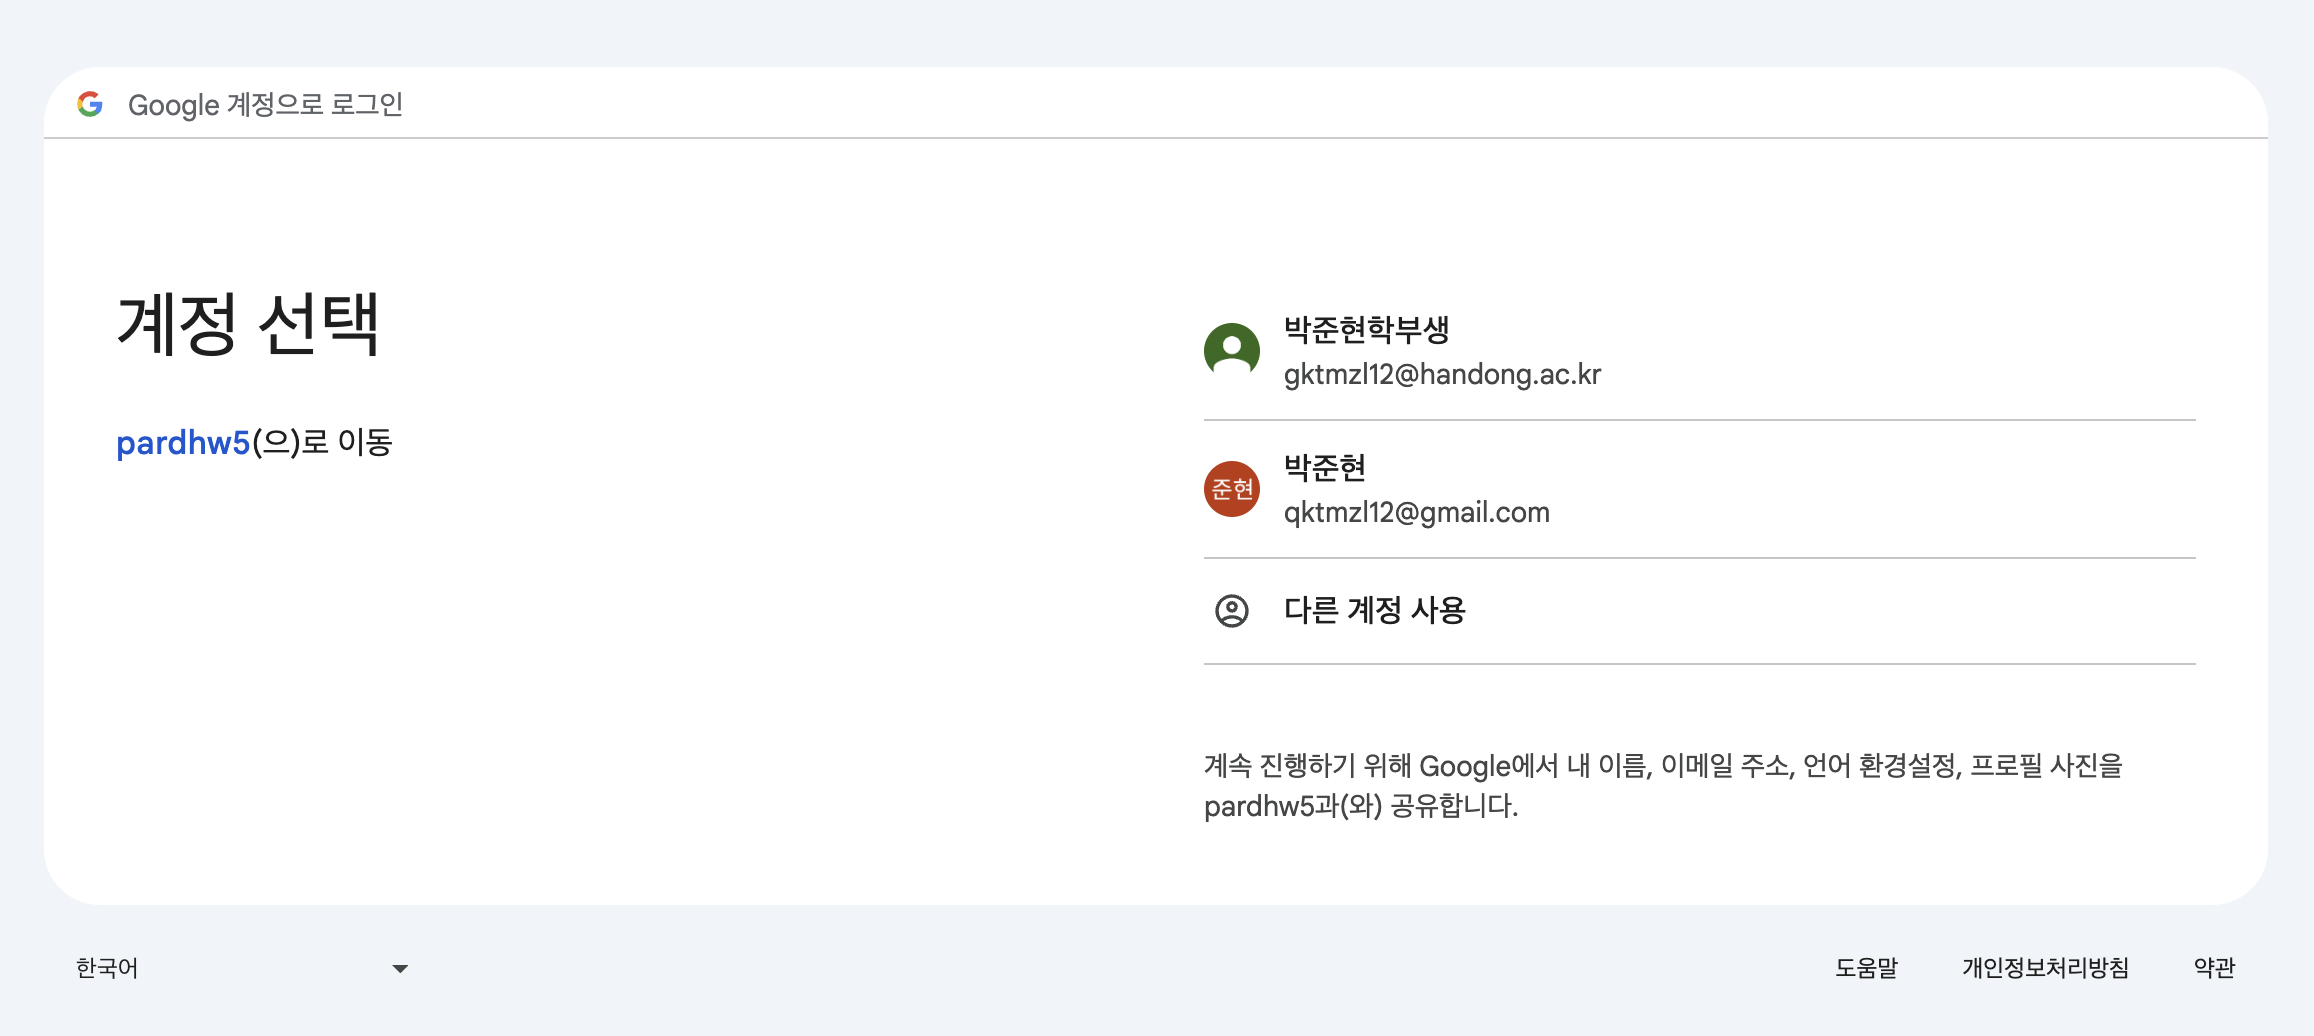 Google 계정으로 로그인
계정 선택
pardhw5(으)로 이동
박준현학부생
gktmzl12@handong.ac.kr
준현
박준현
qktmzl12@gmail.com
다른 계정 사용
계속 진행하기 위해 Google에서 내 이름, 이메일 주소, 언어 환경설정, 프로필 사진을
pardhw5과(와) 공유합니다.
한국어
도움말 개인정보처리방침 약관